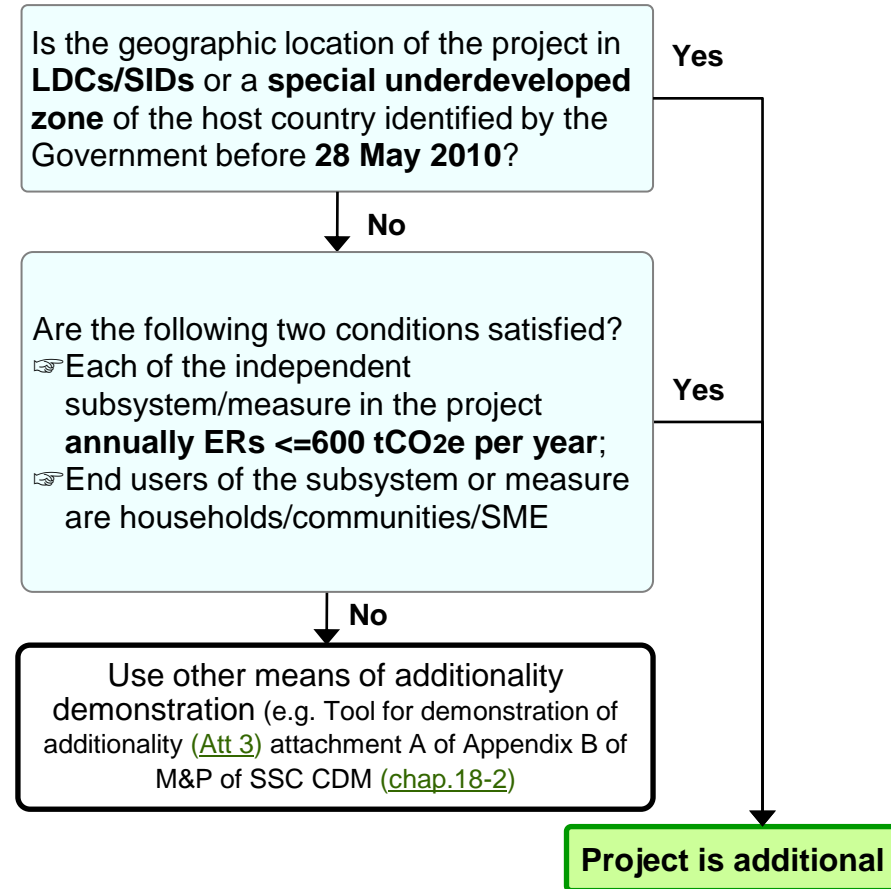 Is the geographic location of the project in
LDCs/SIDs or a special underdeveloped
zone of the host country identified by the
Government before 28 May 2010?
Yes
No
Are the following two conditions satisfied?
☞Each of the independent
subsystem/measure in the project
annually ERs <=600 tCO2e per year;
☞End users of the subsystem or measure
are households/communities/SME
Yes
No
Use other means of additionality
demonstration (e.g. Tool for demonstration of
additionality (Att 3) attachment A of Appendix B of
M&P of SSC CDM (chap.18-2)
Project is additional